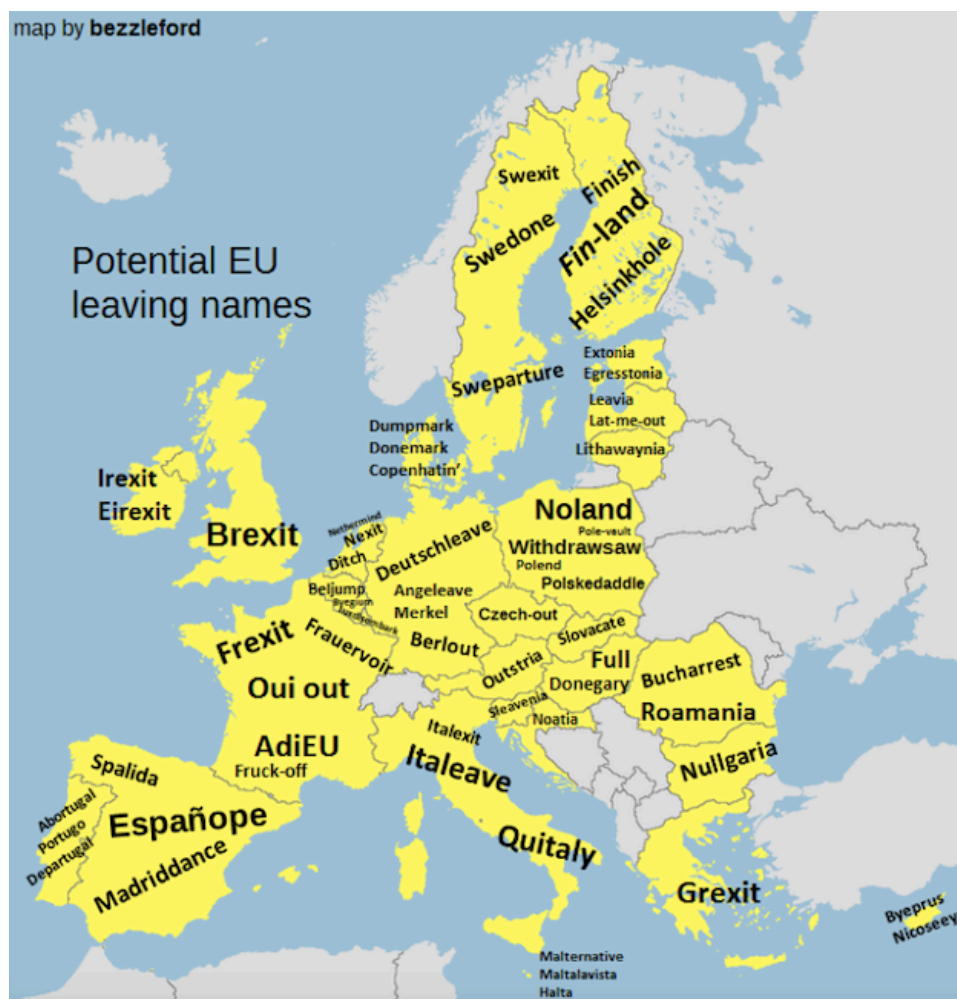 map by bezzleford
Potential EU
leaving names
Swexit
Swedone
Sweparture
Finish
Fin-land
Helsinkhole
Extonia
Egresstonia
Leavia
Lat-me-out
Lithawaynia
Dumpmark
Donemark
Copenhatin'
Irexit
Eirexit
Brexit
Nethermind
Nexit
Ditch
Beljump
Byegium
Deutschleave
Angeleave
Merkel
Berlout
Noland
Pole-vault
Withdrawsaw
Polend
Polskedaddle
Czech-out
Slovacate
Outstria
Full
Donegary
Sleavenia
Noatia
Bucharrest
Roamania
Nullgaria
Frexit
Frauervoir
Oui out
AdiEU
Fruck-off
Italexit
Italeave
Quitaly
Spalida
Abortugal
Portugo
Departugal
Españope
Madriddance
Grexit
Byeprus
Nicoseey
Malternative
Maltalavista
Halta